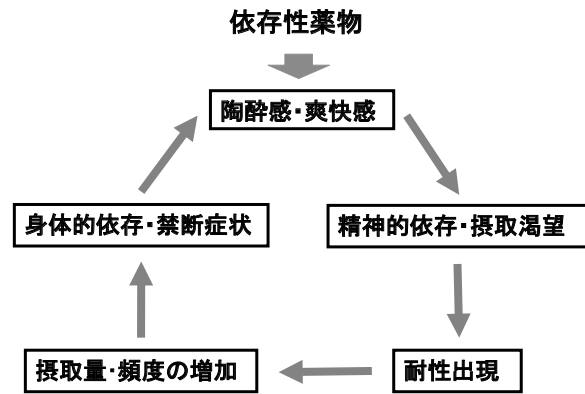 依存性薬物
陶酔感・爽快感
身体的依存・禁断症状
精神的依存・摂取渇望
摂取量・頻度の増加
耐性出現